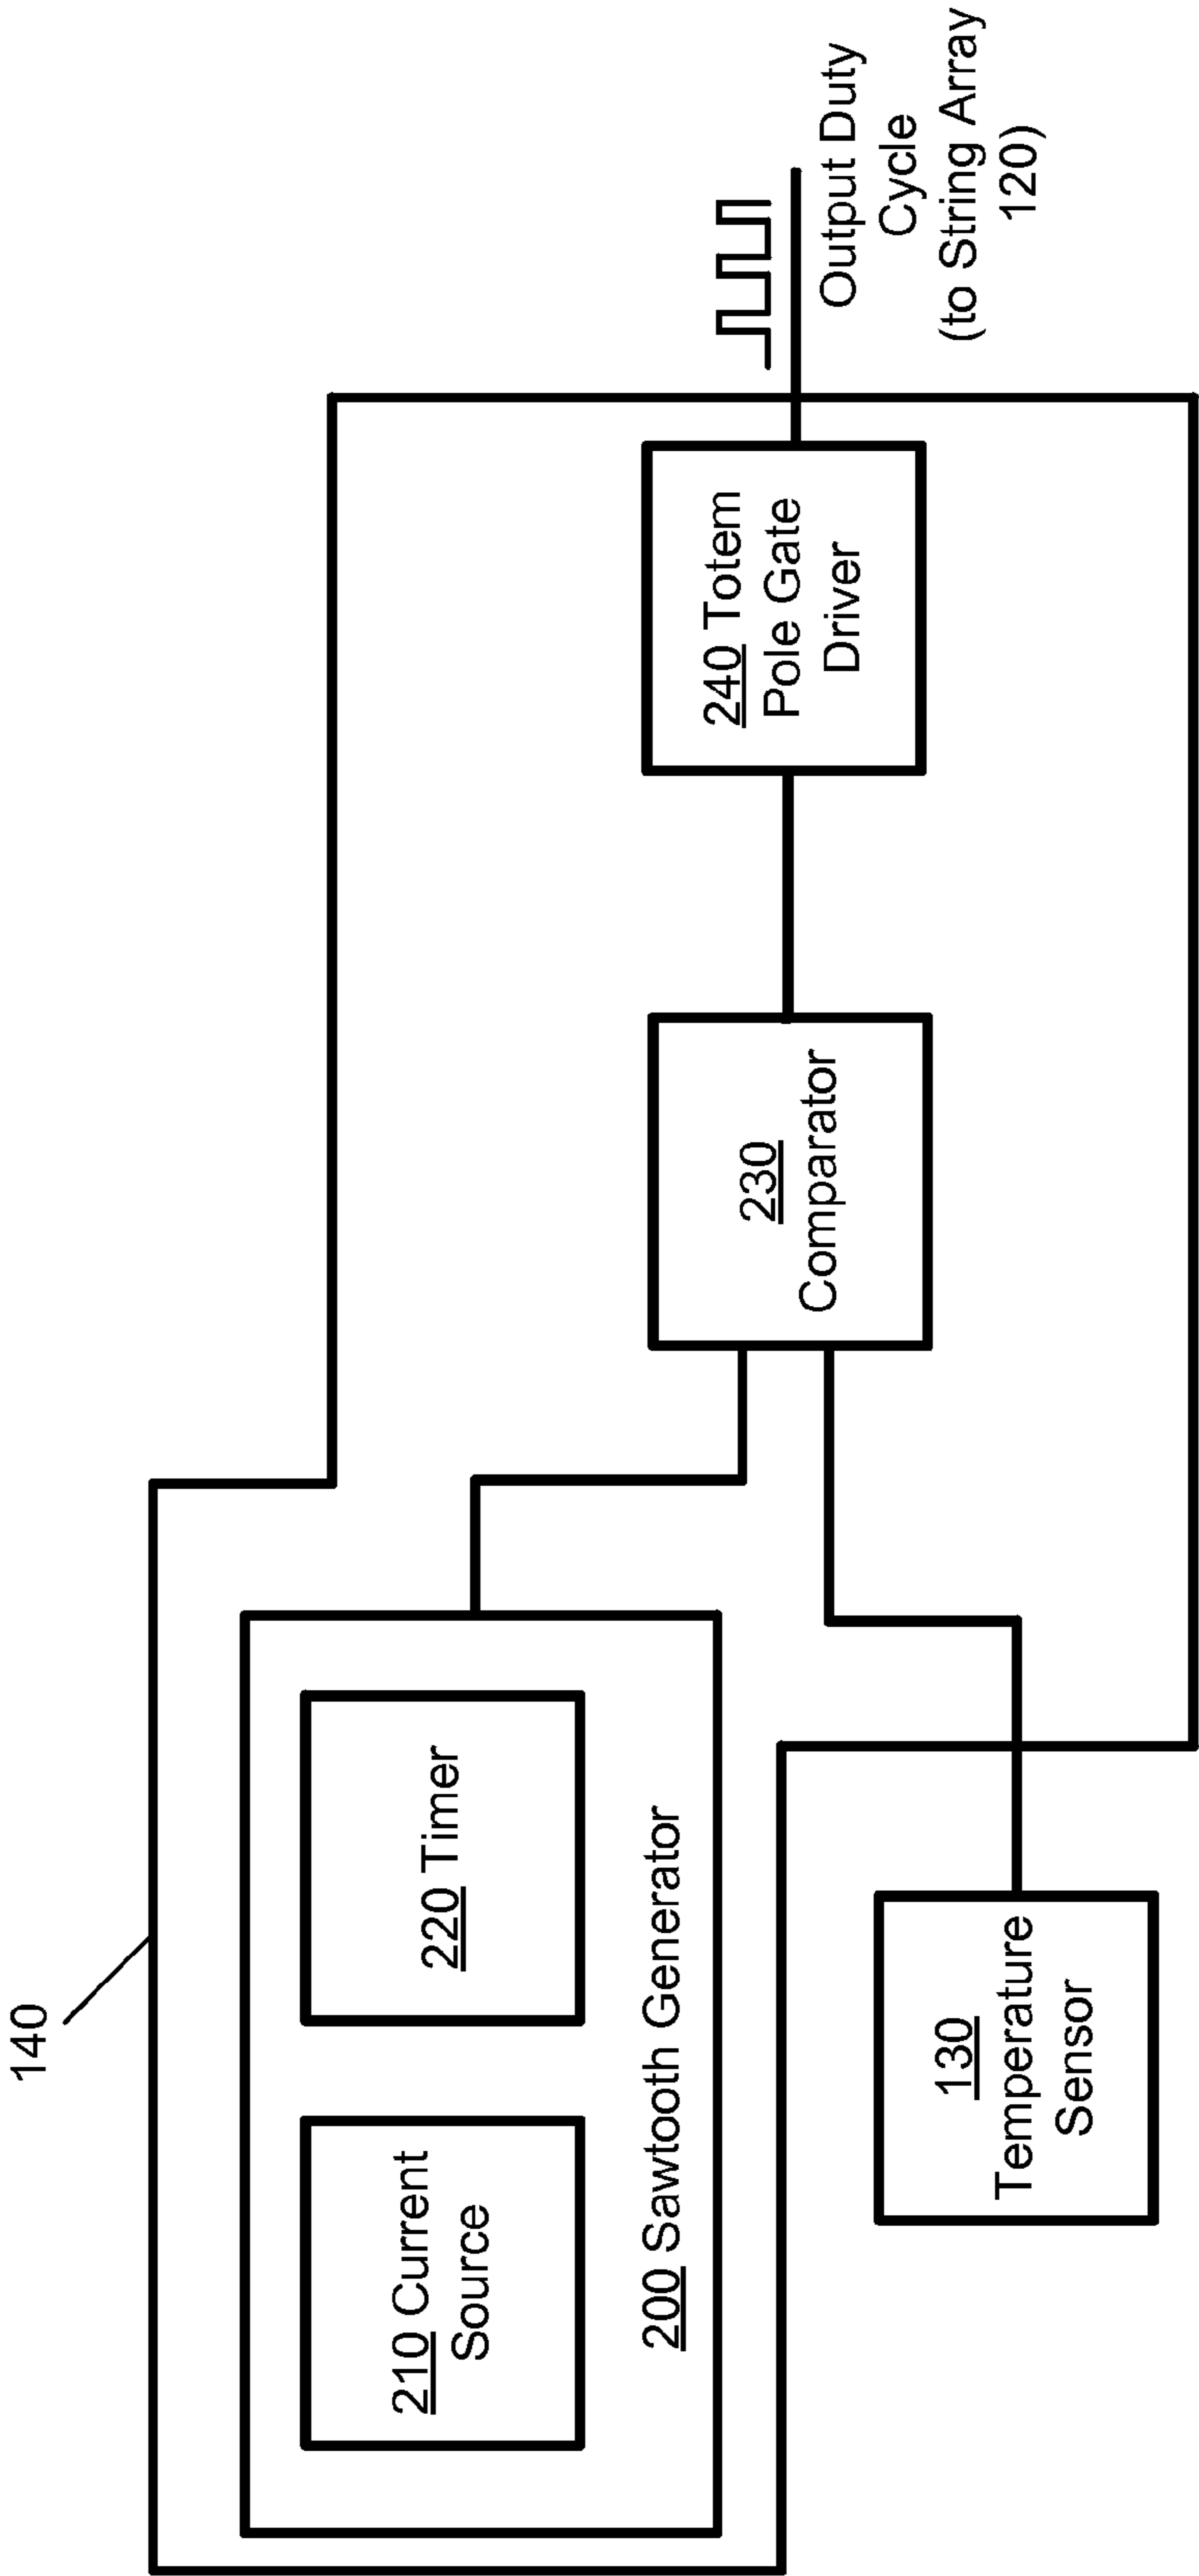 140
210 Current
Source
220 Timer
200 Sawtooth Generator
130
Temperature
Sensor
230
Comparator
240 Totem
Pole Gate
Driver
Output Duty
Cycle
(to String Array
120)